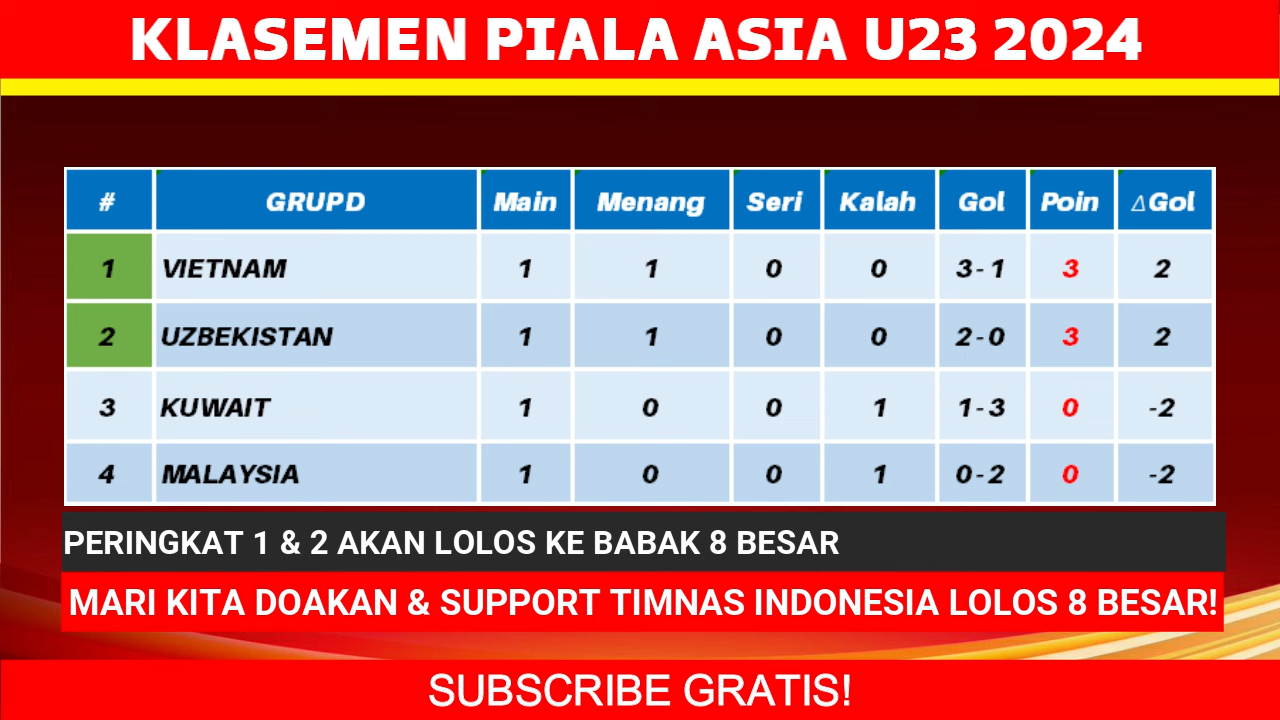 KLASEMEN PIALA ASIA U23 2024
# GRUP D Main Menang Seri Kalah Gol Poin ΔGol
1 VIETNAM 1 1 0 0 3-1 3 2
2 UZBEKISTAN 1 1 0 0 2-0 3 2
3 KUWAIT 1 0 0 1 1-3 0 -2
4 MALAYSIA 1 0 0 1 0-2 0 -2
PERINGKAT 1 & 2 AKAN LOLOS KE BABAK 8 BESAR
MARI KITA DOAKAN & SUPPORT TIMNAS INDONESIA LOLOS 8 BESAR!
SUBSCRIBE GRATIS!